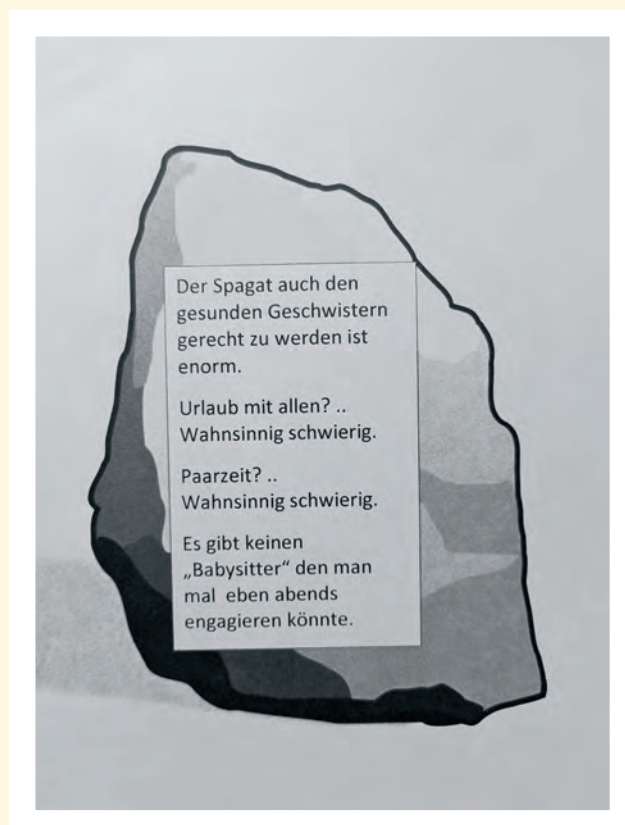 Der Spagat auch den
gesunden Geschwistern
gerecht zu werden ist
enorm.
Urlaub mit allen? ..
Wahnsinnig schwierig.
Paarzeit? ..
Wahnsinnig schwierig.
Es gibt keinen
„Babysitter“ den man
mal eben abends
engagieren könnte.